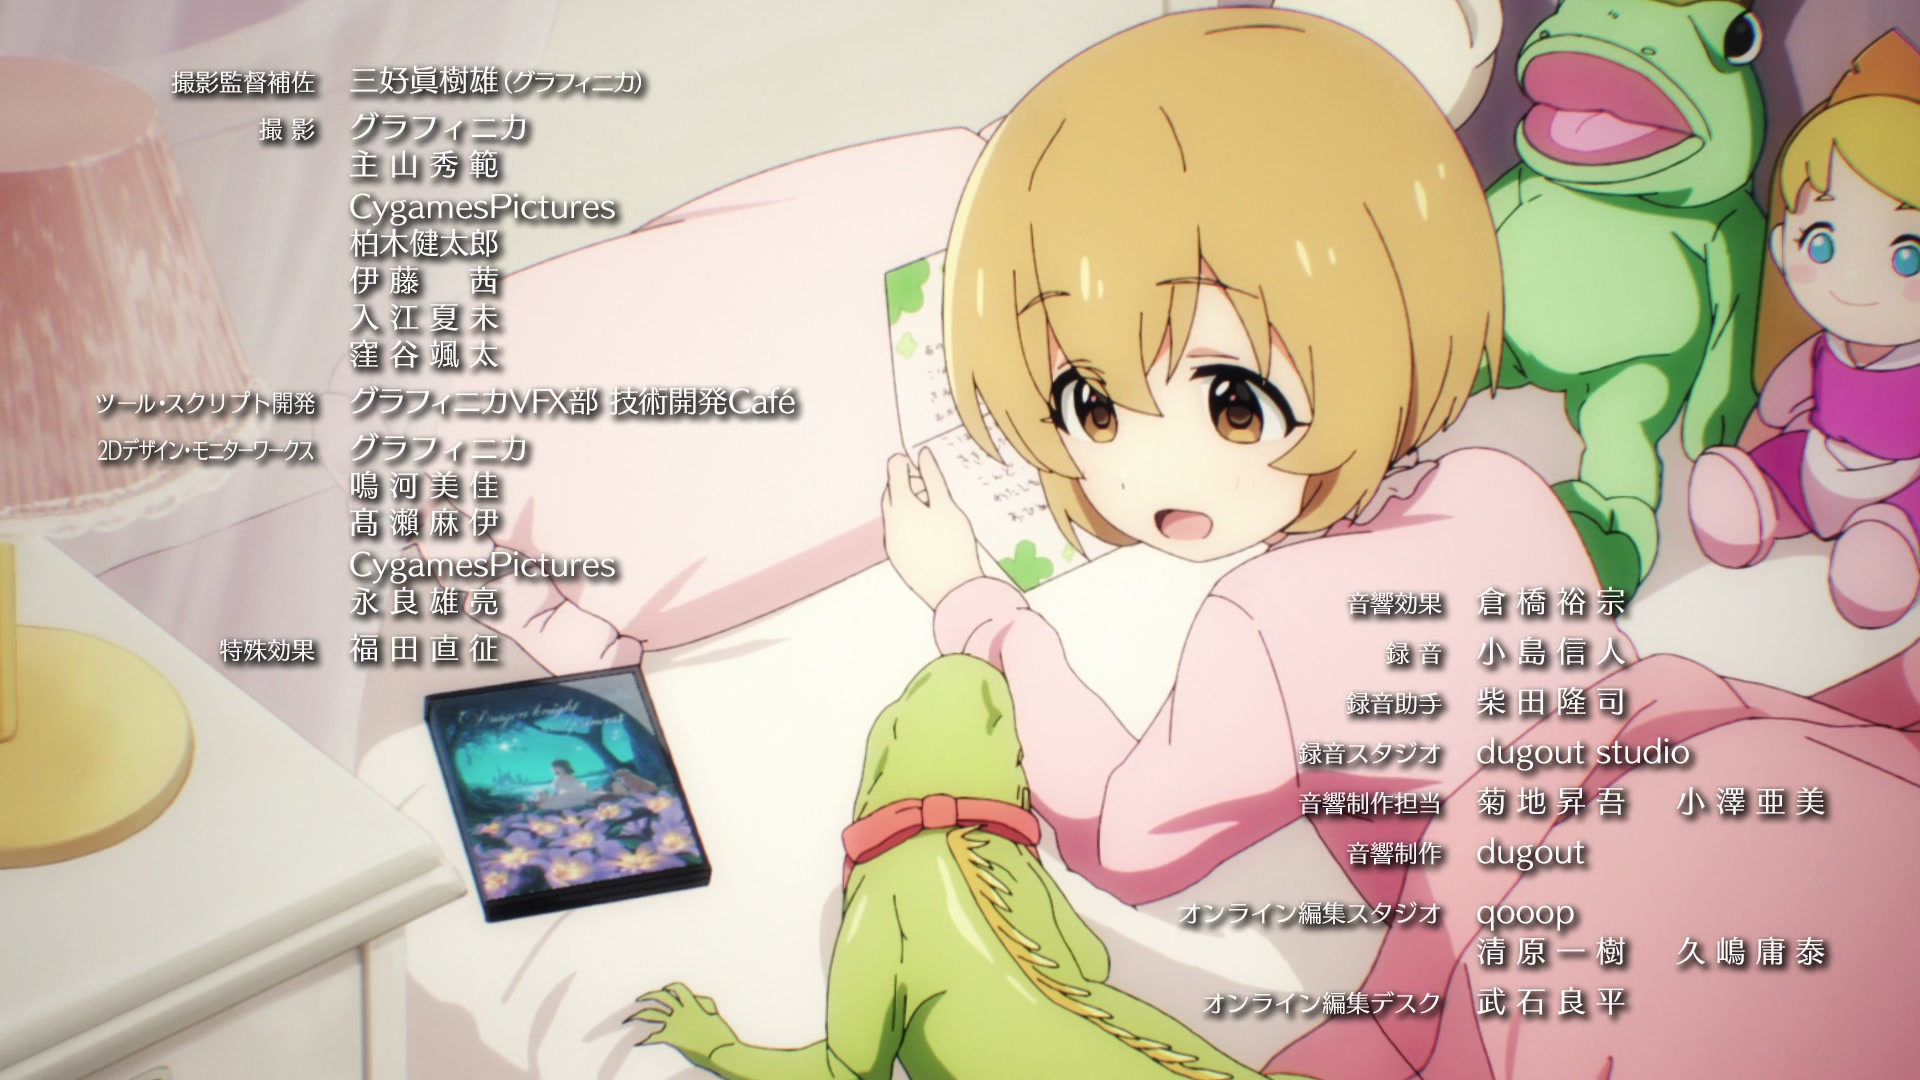 撮影監督補佐 三好眞樹雄(グラフィニカ)
撮影 グラフィニカ
主山秀範
CygamesPictures
柏木健太郎
伊藤 茜
入江夏未
窪谷颯太
ツール・スクリプト開発 グラフィニカVFX部 技術開発Café
2Dデザイン・モニターワークス グラフィニカ
鳴河美佳
髙瀨麻伊
CygamesPictures
永良雄亮
特殊効果 福田直征
Dragon knight
音響効果 倉橋裕宗
録音 小島信人
録音助手 柴田隆司
録音スタジオ dugout studio
音響制作担当 菊地昇吾 小澤亜美
音響制作 dugout
オンライン編集スタジオ qooop
清原一樹 久嶋庸泰
オンライン編集デスク 武石良平